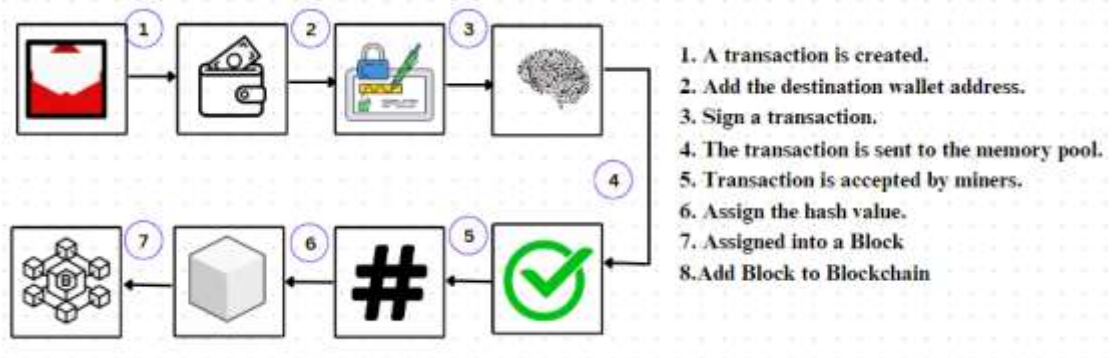 1
2
3
1. A transaction is created.
2. Add the destination wallet address.
3. Sign a transaction.
4. The transaction is sent to the memory pool.
5. Transaction is accepted by miners.
6. Assign the hash value.
7. Assigned into a Block
8.Add Block to Blockchain
4
7
6
5
#